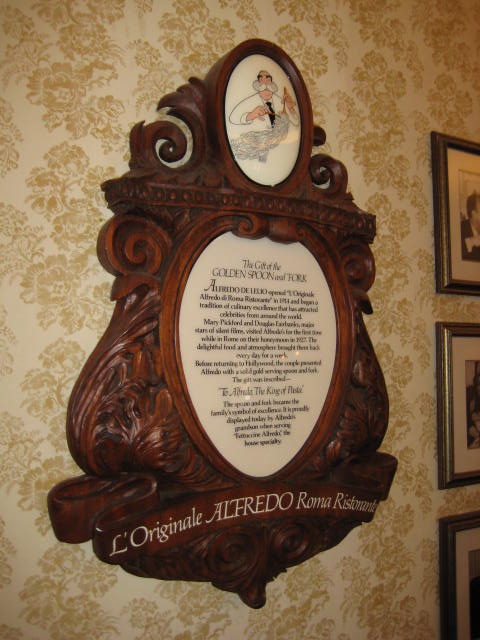 The Gift of the
GOLDEN SPOON and FORK
ALFREDO DE LELIO opened "L'Originale
Alfredo di Roma Ristorante" in 1914 and began a
tradition of culinary excellence that has attracted
celebrities from around the world.
Mary Pickford and Douglas Fairbanks, major
stars of silent films, visited Alfredo's for the first time
while in Rome on their honeymoon in 1927. The
delightful food and atmosphere brought them back
every day for a week.
Before returning to Hollywood, the couple presented
Alfredo with a solid gold serving spoon and fork.
The gift was inscribed—
"To Alfredo, The King of Pasta."
The spoon and fork became the
family's symbol of excellence. It is proudly
displayed today by Alfredo's
grandson when serving
"Fettuccine Alfredo," the
house specialty.
L'Originale ALFREDO Roma Ristorante